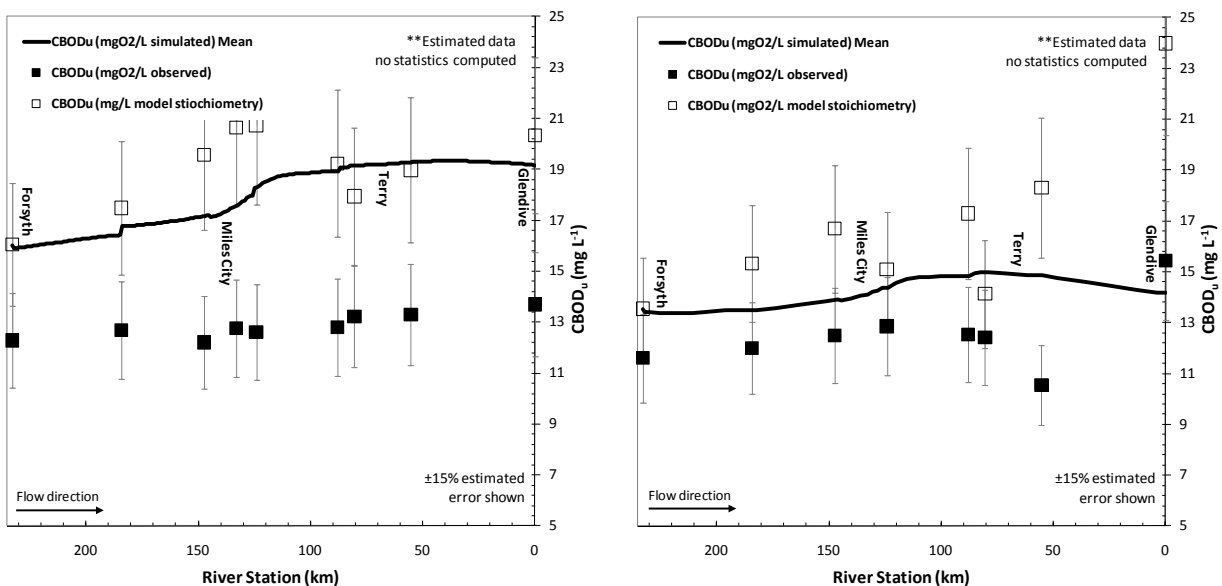 CBODu (mgO2/L simulated) Mean
CBODu (mgO2/L observed)
CBODu (mg/L model stiochiometry)
**Estimated data
no statistics computed
Forsyth
Miles City
Terry
Glendive
±15% estimated
error shown
Flow direction
25
23
21
19
17
15
13
11
9
7
5
CBODu (mg L-1)
200
150
100
50
0
River Station (km)
CBODu (mgO2/L simulated) Mean
CBODu (mgO2/L observed)
CBODu (mgO2/L model stoichiometry)
**Estimated data
no statistics computed
Forsyth
Miles City
Terry
Glendive
±15% estimated
error shown
Flow direction
25
23
21
19
17
15
13
11
9
7
5
CBODu (mg L-1)
200
150
100
50
0
River Station (km)